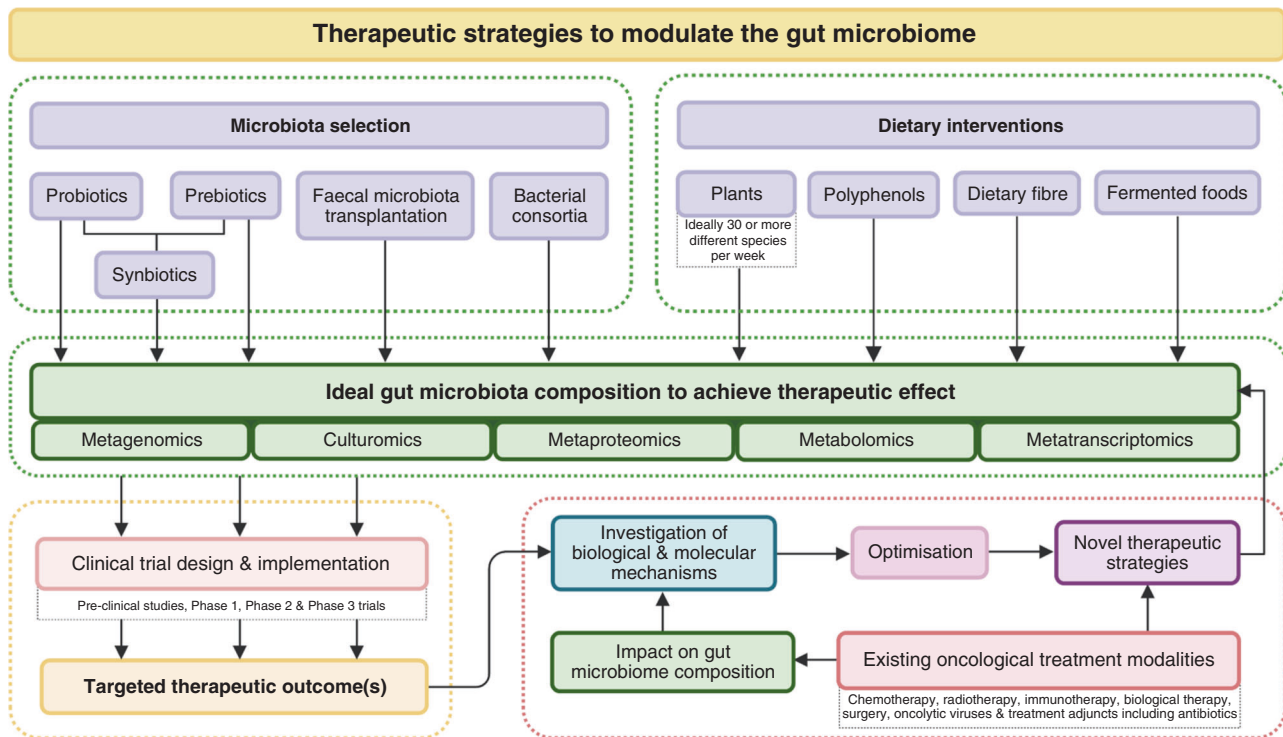 Therapeutic strategies to modulate the gut microbiome
Microbiota selection
Probiotics
Prebiotics
Faecal microbiota
transplantation
Bacterial
consortia
Synbiotics
Dietary interventions
Plants
Ideally 30 or more
different species
per week
Polyphenols
Dietary fibre
Fermented foods
Ideal gut microbiota composition to achieve therapeutic effect
Metagenomics
Culturomics
Metaproteomics
Metabolomics
Metatranscriptomics
Clinical trial design & implementation
Pre-clinical studies, Phase 1, Phase 2 & Phase 3 trials
Targeted therapeutic outcome(s)
Investigation of
biological & molecular
mechanisms
Optimisation
Novel therapeutic
strategies
Impact on gut
microbiome composition
Existing oncological treatment modalities
Chemotherapy, radiotherapy, immunotherapy, biological therapy,
surgery, oncolytic viruses & treatment adjuncts including antibiotics